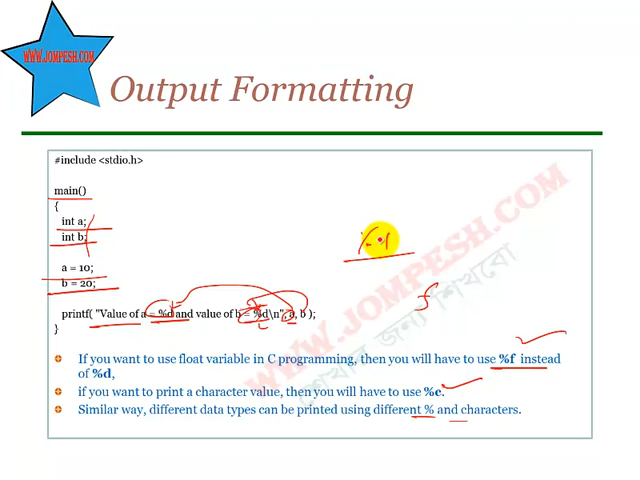 WWW.JOMPESH.COM
Output Formatting
#include <stdio.h>
main()
{
int a;
int b;
a = 10;
b = 20;
printf( "Value of a = %d and value of b = %d\n", a, b );
}
WWW.JOMPESH.COM
শেখার জন্য শিখবো
f
If you want to use float variable in C programming, then you will have to use %f instead
of %d,
if you want to print a character value, then you will have to use %c.
Similar way, different data types can be printed using different % and characters.